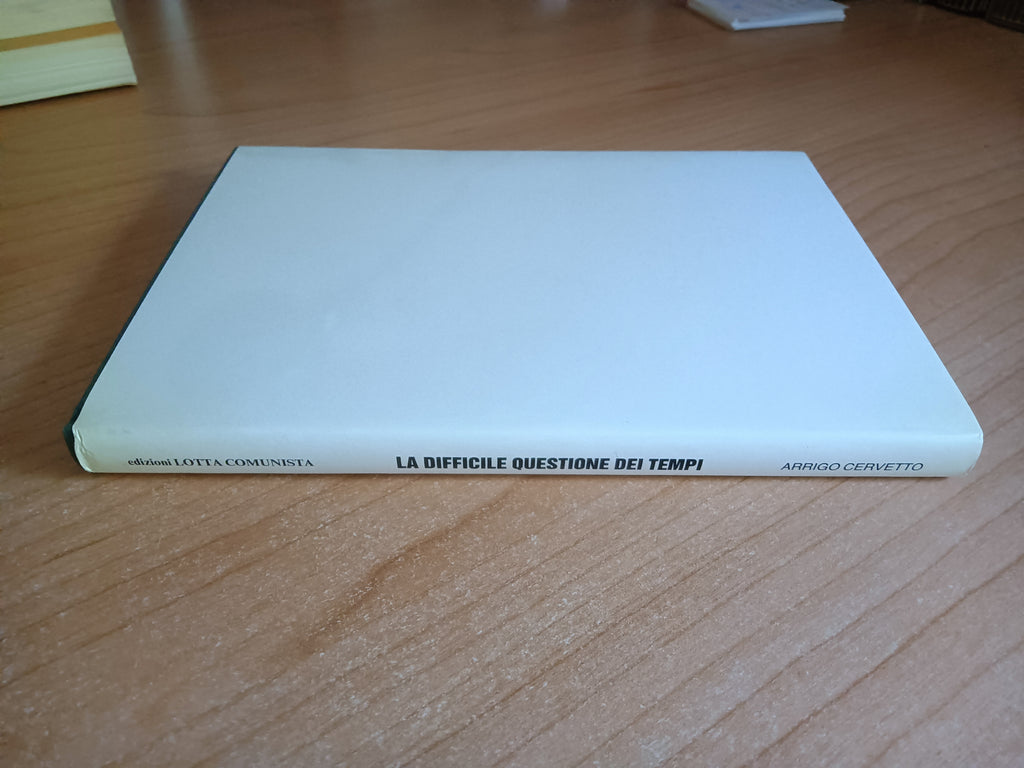 edizioni LOTTA COMUNISTA LA DIFFICILE QUESTIONE DEI TEMPI ARRIGO CERVETTO